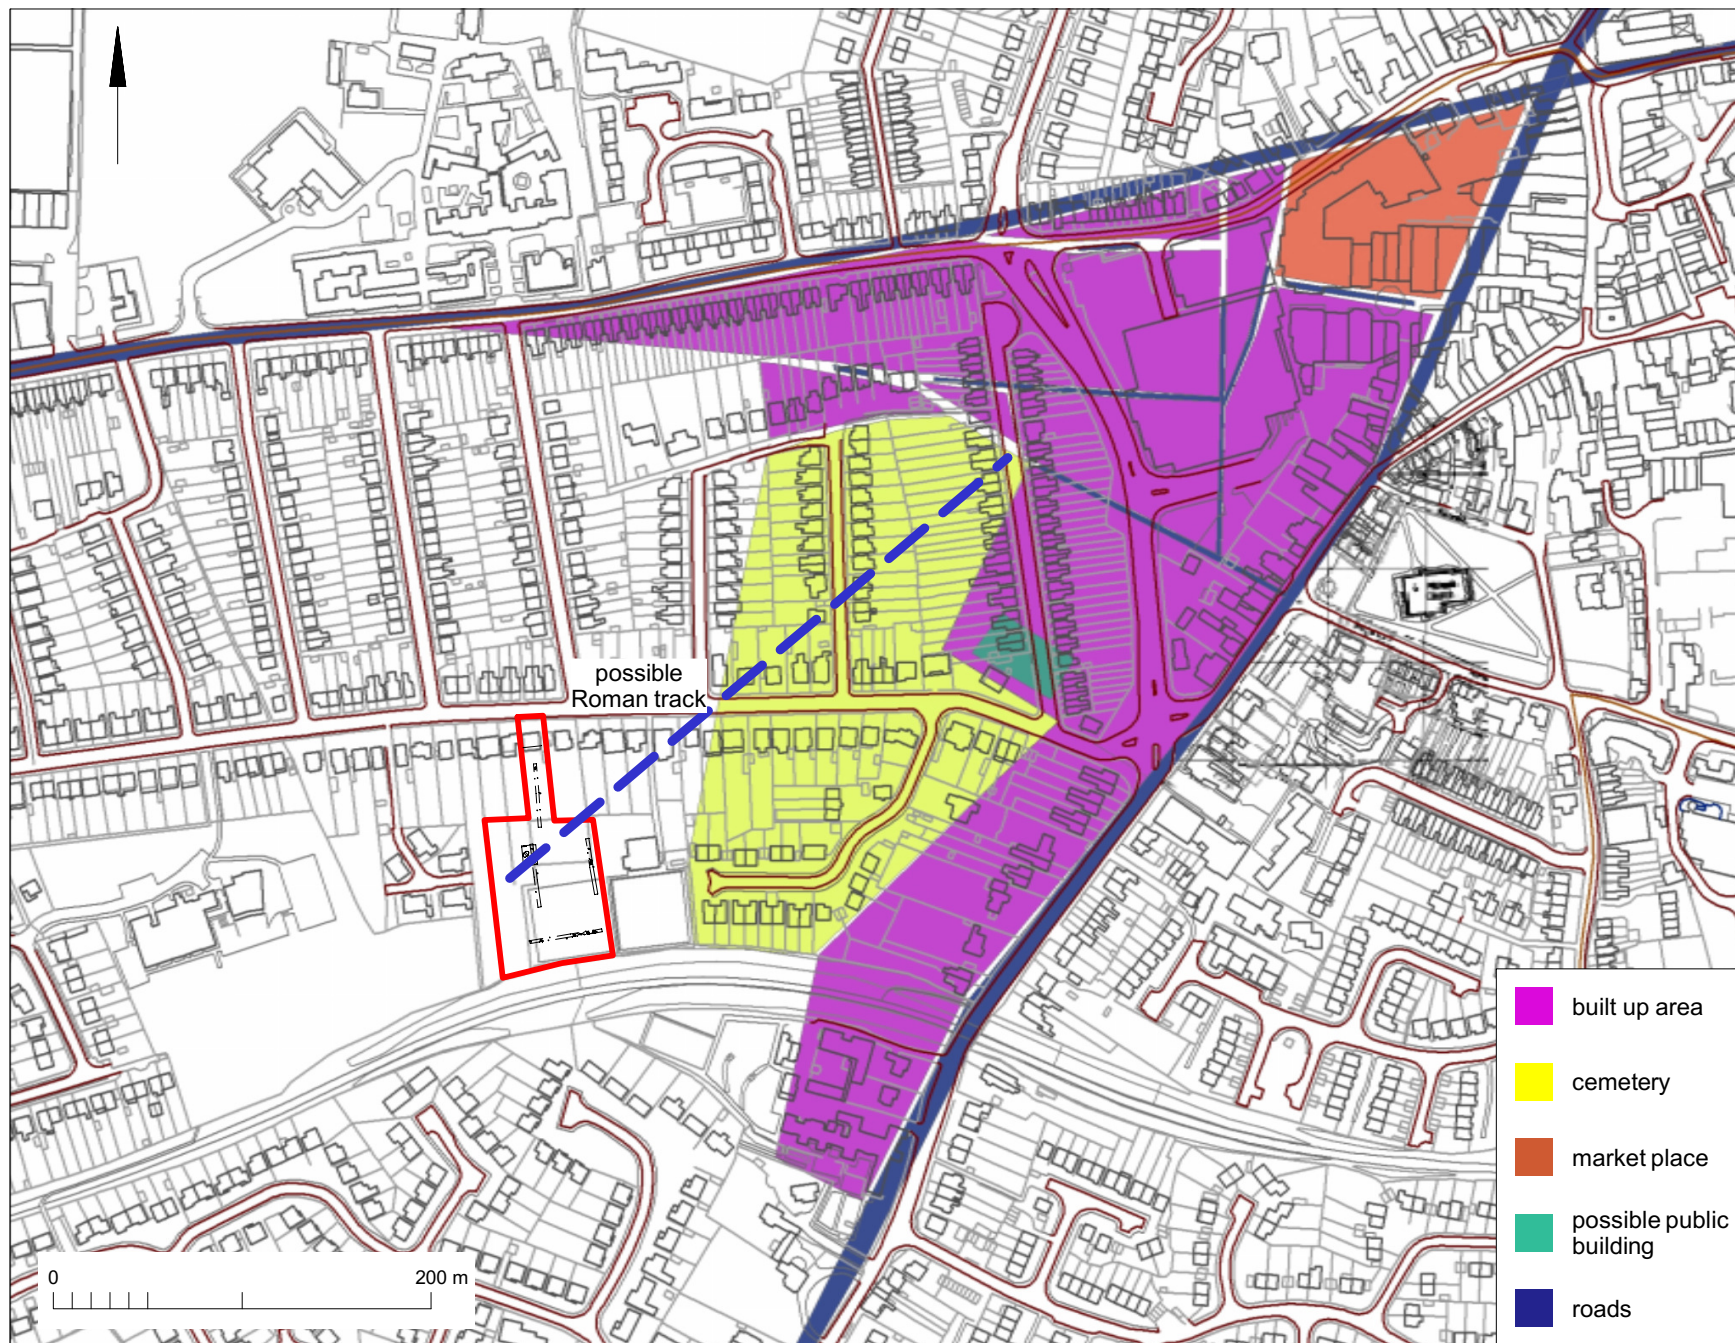 possible
Roman track
0 200 m
built up area
cemetery
market place
possible public
building
roads